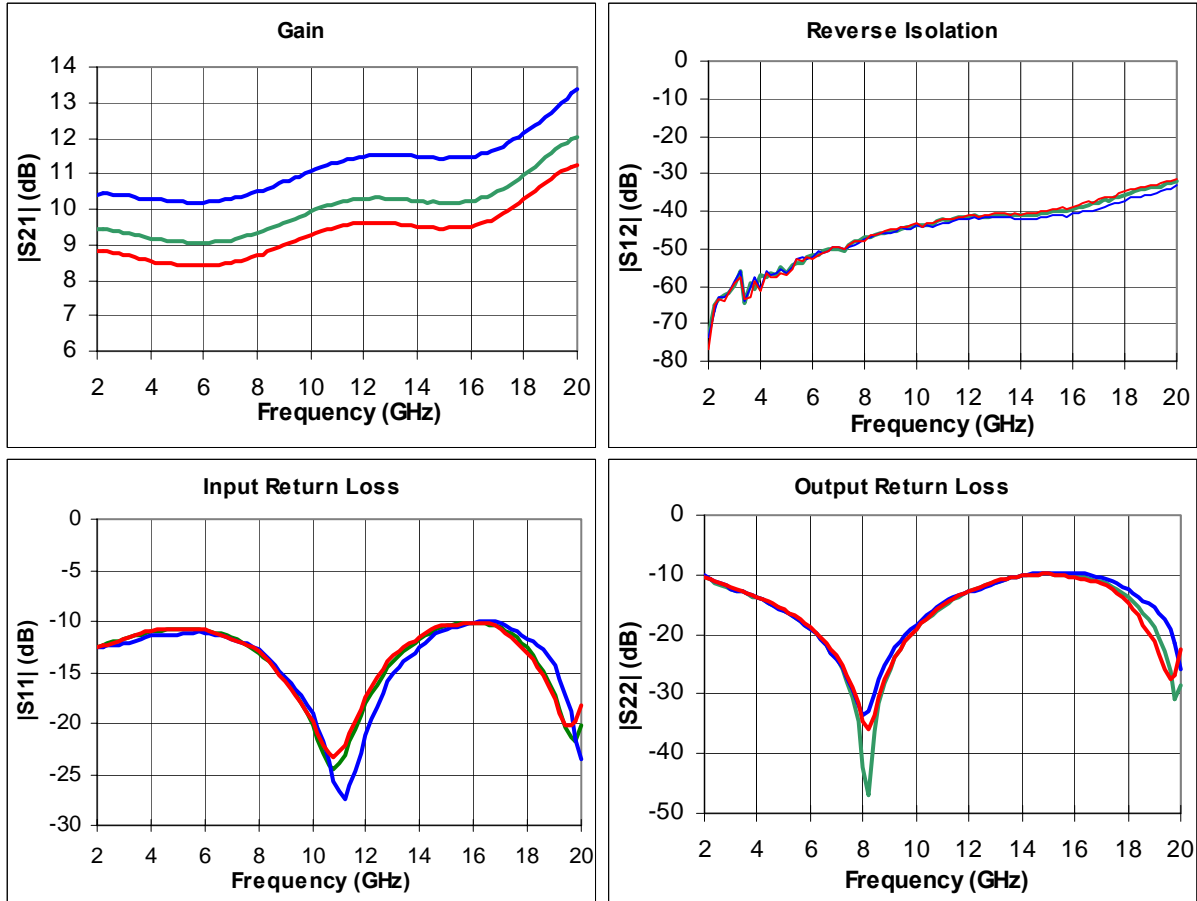 Gain
|S21| (dB)
14
13
12
11
10
9
8
7
6
2 4 6 8 10 12 14 16 18 20
Frequency (GHz)
Reverse Isolation
|S12| (dB)
0
-10
-20
-30
-40
-50
-60
-70
-80
2 4 6 8 10 12 14 16 18 20
Frequency (GHz)
Input Return Loss
|S11| (dB)
0
-5
-10
-15
-20
-25
-30
2 4 6 8 10 12 14 16 18 20
Frequency (GHz)
Output Return Loss
|S22| (dB)
0
-10
-20
-30
-40
-50
2 4 6 8 10 12 14 16 18 20
Frequency (GHz)